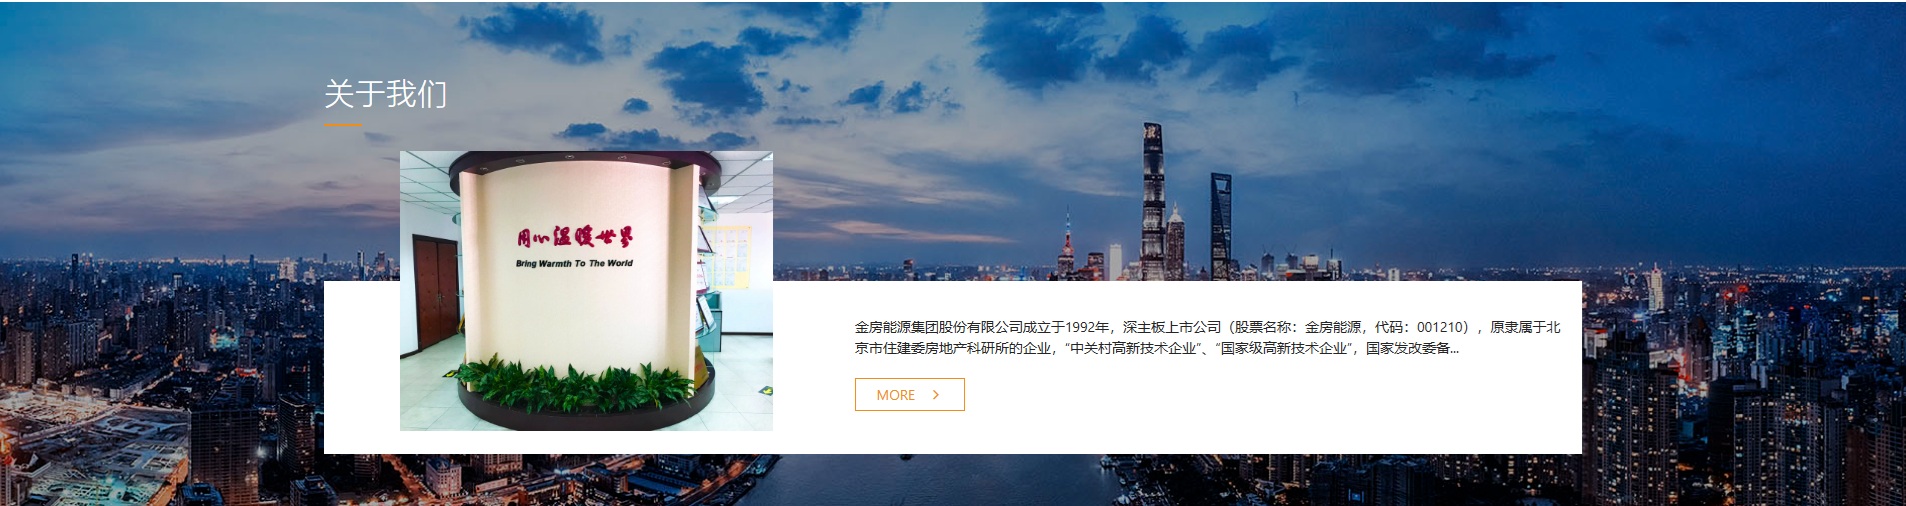 关于我们
用心温暖世界
Bring Warmth To The World
金房能源集团股份有限公司成立于1992年，深主板上市公司（股票名称：金房能源，代码：001210），原隶属于北
京市住建委房地产科研所的企业，“中关村高新技术企业”、“国家级高新技术企业”，国家发改委备...
MORE